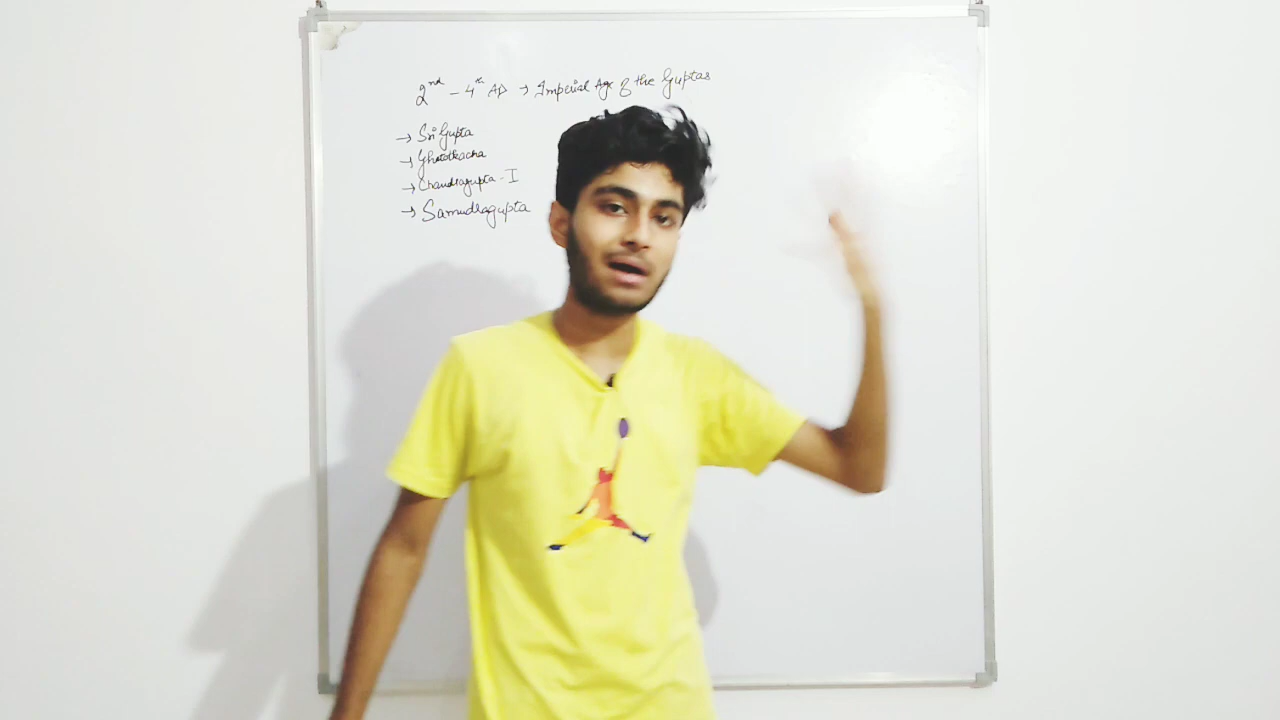 2nd - 4th AD → Imperial Age of the Guptas
→ Sri Gupta
→ Ghatotkacha
→ Chandragupta - I
→ Samudragupta